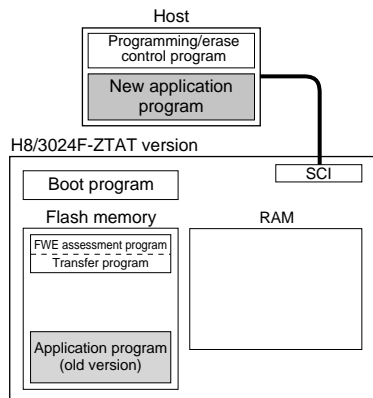 Host
Programming/erase
control program
New application
program
H8/3024F-ZTAT version
SCI
Boot program
Flash memory
RAM
FWE assessment program
Transfer program
Application program
(old version)